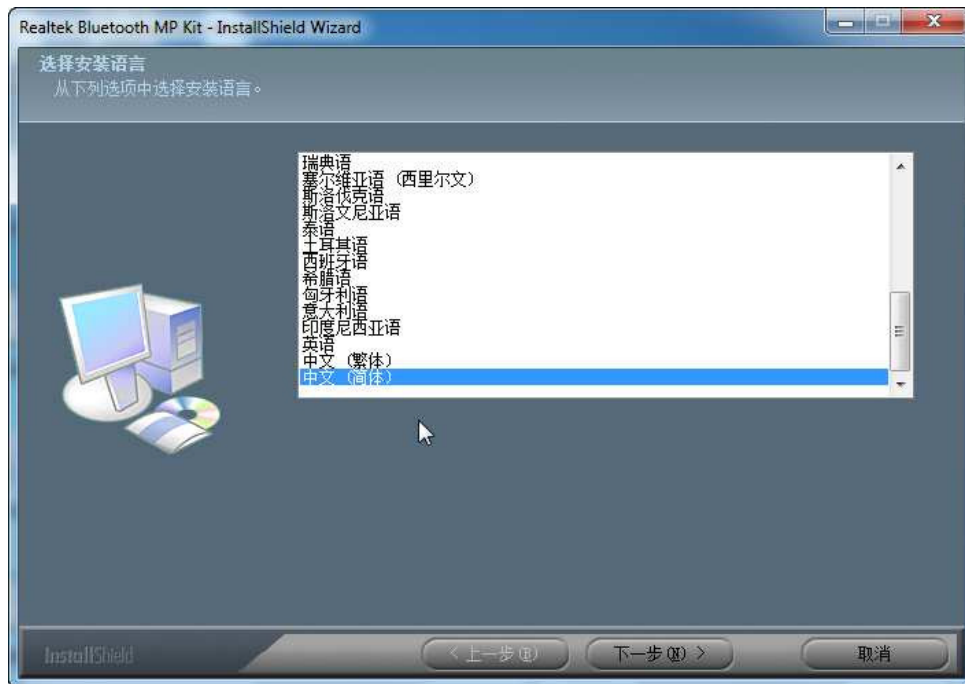 Realtek Bluetooth MP Kit - InstallShield Wizard
选择安装语言
从下列选项中选择安装语言。
瑞典语
塞尔维亚语 (西里尔文)
斯洛伐克语
斯洛文尼亚语
泰语
土耳其语
西班牙语
希腊语
匈牙利语
意大利语
印度尼西亚语
英语
中文 (繁体)
中文 (简体)
InstallShield
< 上一步(B)
下一步(N) >
取消